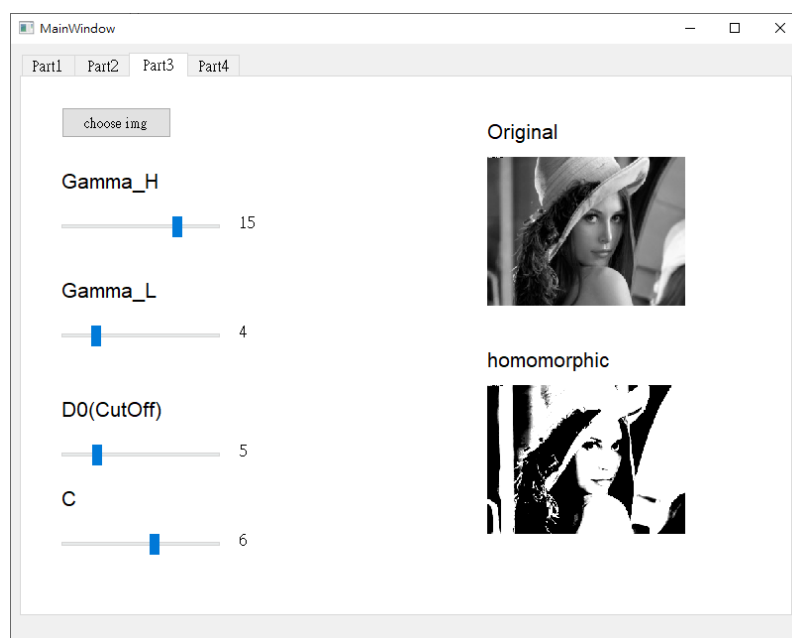 MainWindow
Part1 Part2 Part3 Part4
choose img
Original
Gamma_H
15
Gamma_L
4
homomorphic
D0(CutOff)
5
C
6